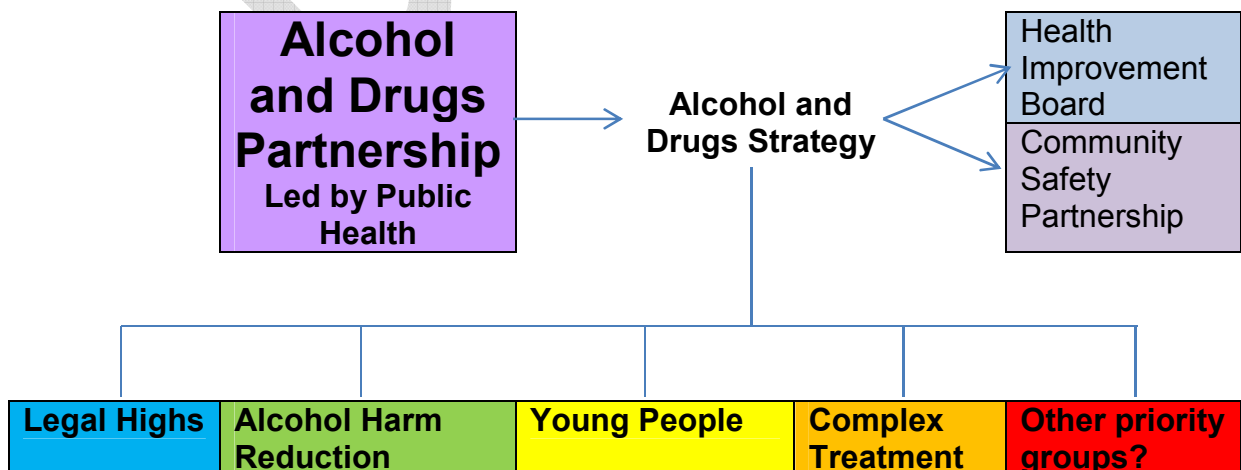 Alcohol
and Drugs
Partnership
Led by Public
Health
Alcohol and
Drugs Strategy
Health
Improvement
Board
Community
Safety
Partnership
Legal Highs
Alcohol Harm
Reduction
Young People
Complex
Treatment
Other priority
groups?